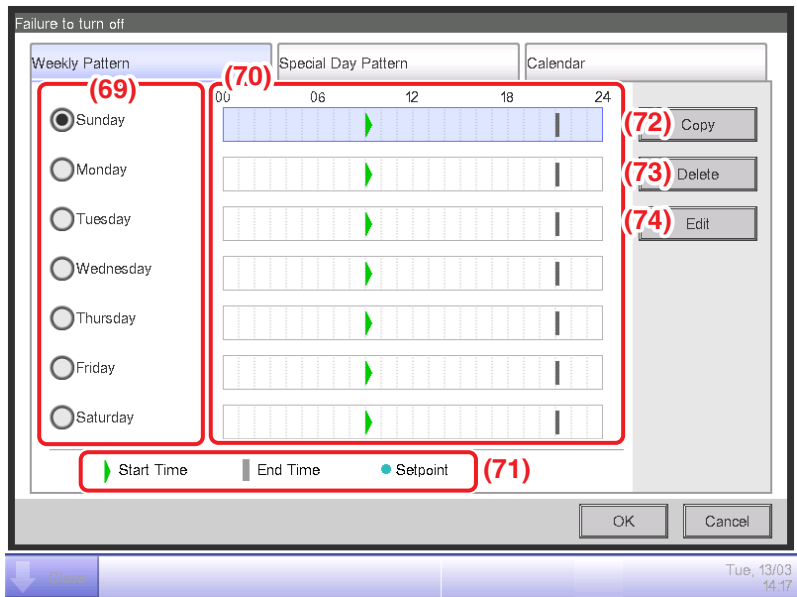 Failure to turn off
Weekly Pattern
Special Day Pattern
Calendar
(69)
(70)
00 06 12 18 24
Sunday
(72) Copy
Monday
(73) Delete
Tuesday
(74) Edit
Wednesday
Thursday
Friday
Saturday
Start Time
End Time
Setpoint
(71)
OK
Cancel
Close
Tue, 13/03
14:17